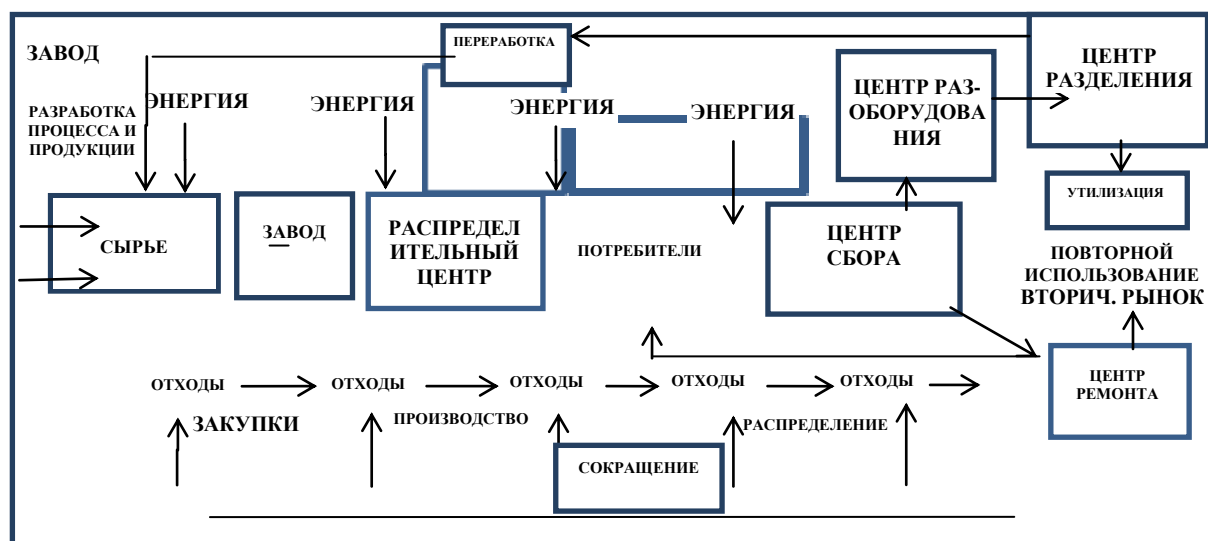 ЗАВОД
ПЕРЕРАБОТКА
ЦЕНТР
РАЗДЕЛЕНИЯ
РАЗРАБОТКА
ПРОЦЕССА И
ПРОДУКЦИИ
ЭНЕРГИЯ
ЭНЕРГИЯ
ЭНЕРГИЯ
ЭНЕРГИЯ
ЦЕНТР РАЗ-
ОБОРУДОВА
НИЯ
УТИЛИЗАЦИЯ
СЫРЬЕ
ЗАВОД
РАСПРЕДЕЛ
ИТЕЛЬНЫЙ
ЦЕНТР
ПОТРЕБИТЕЛИ
ЦЕНТР
СБОРА
ПОВТОРНОЙ
ИСПОЛЬЗОВАНИЕ
ВТОРИЧ. РЫНОК
ОТХОДЫ
ОТХОДЫ
ОТХОДЫ
ОТХОДЫ
ОТХОДЫ
ЦЕНТР
РЕМОНТА
ЗАКУПКИ
ПРОИЗВОДСТВО
РАСПРЕДЕЛЕНИЕ
СОКРАЩЕНИЕ